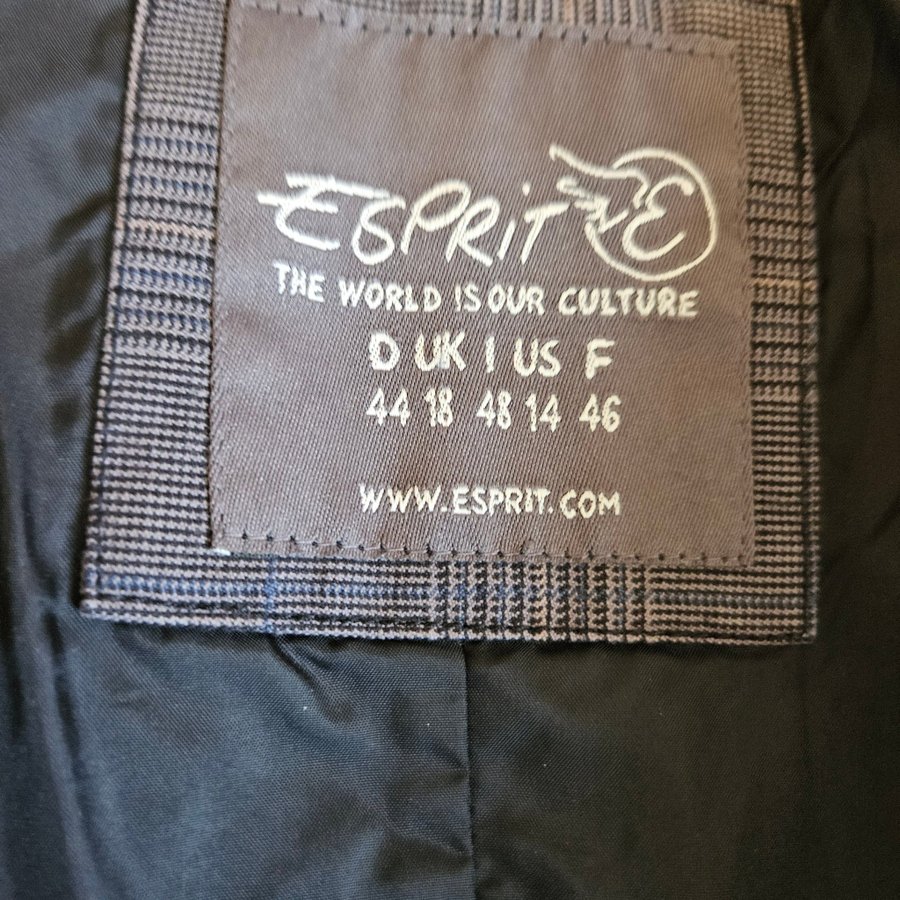 ESPRIT E
THE WORLD IS OUR CULTURE
D UK I US F
44 18 48 14 46
WWW.ESPRIT.COM